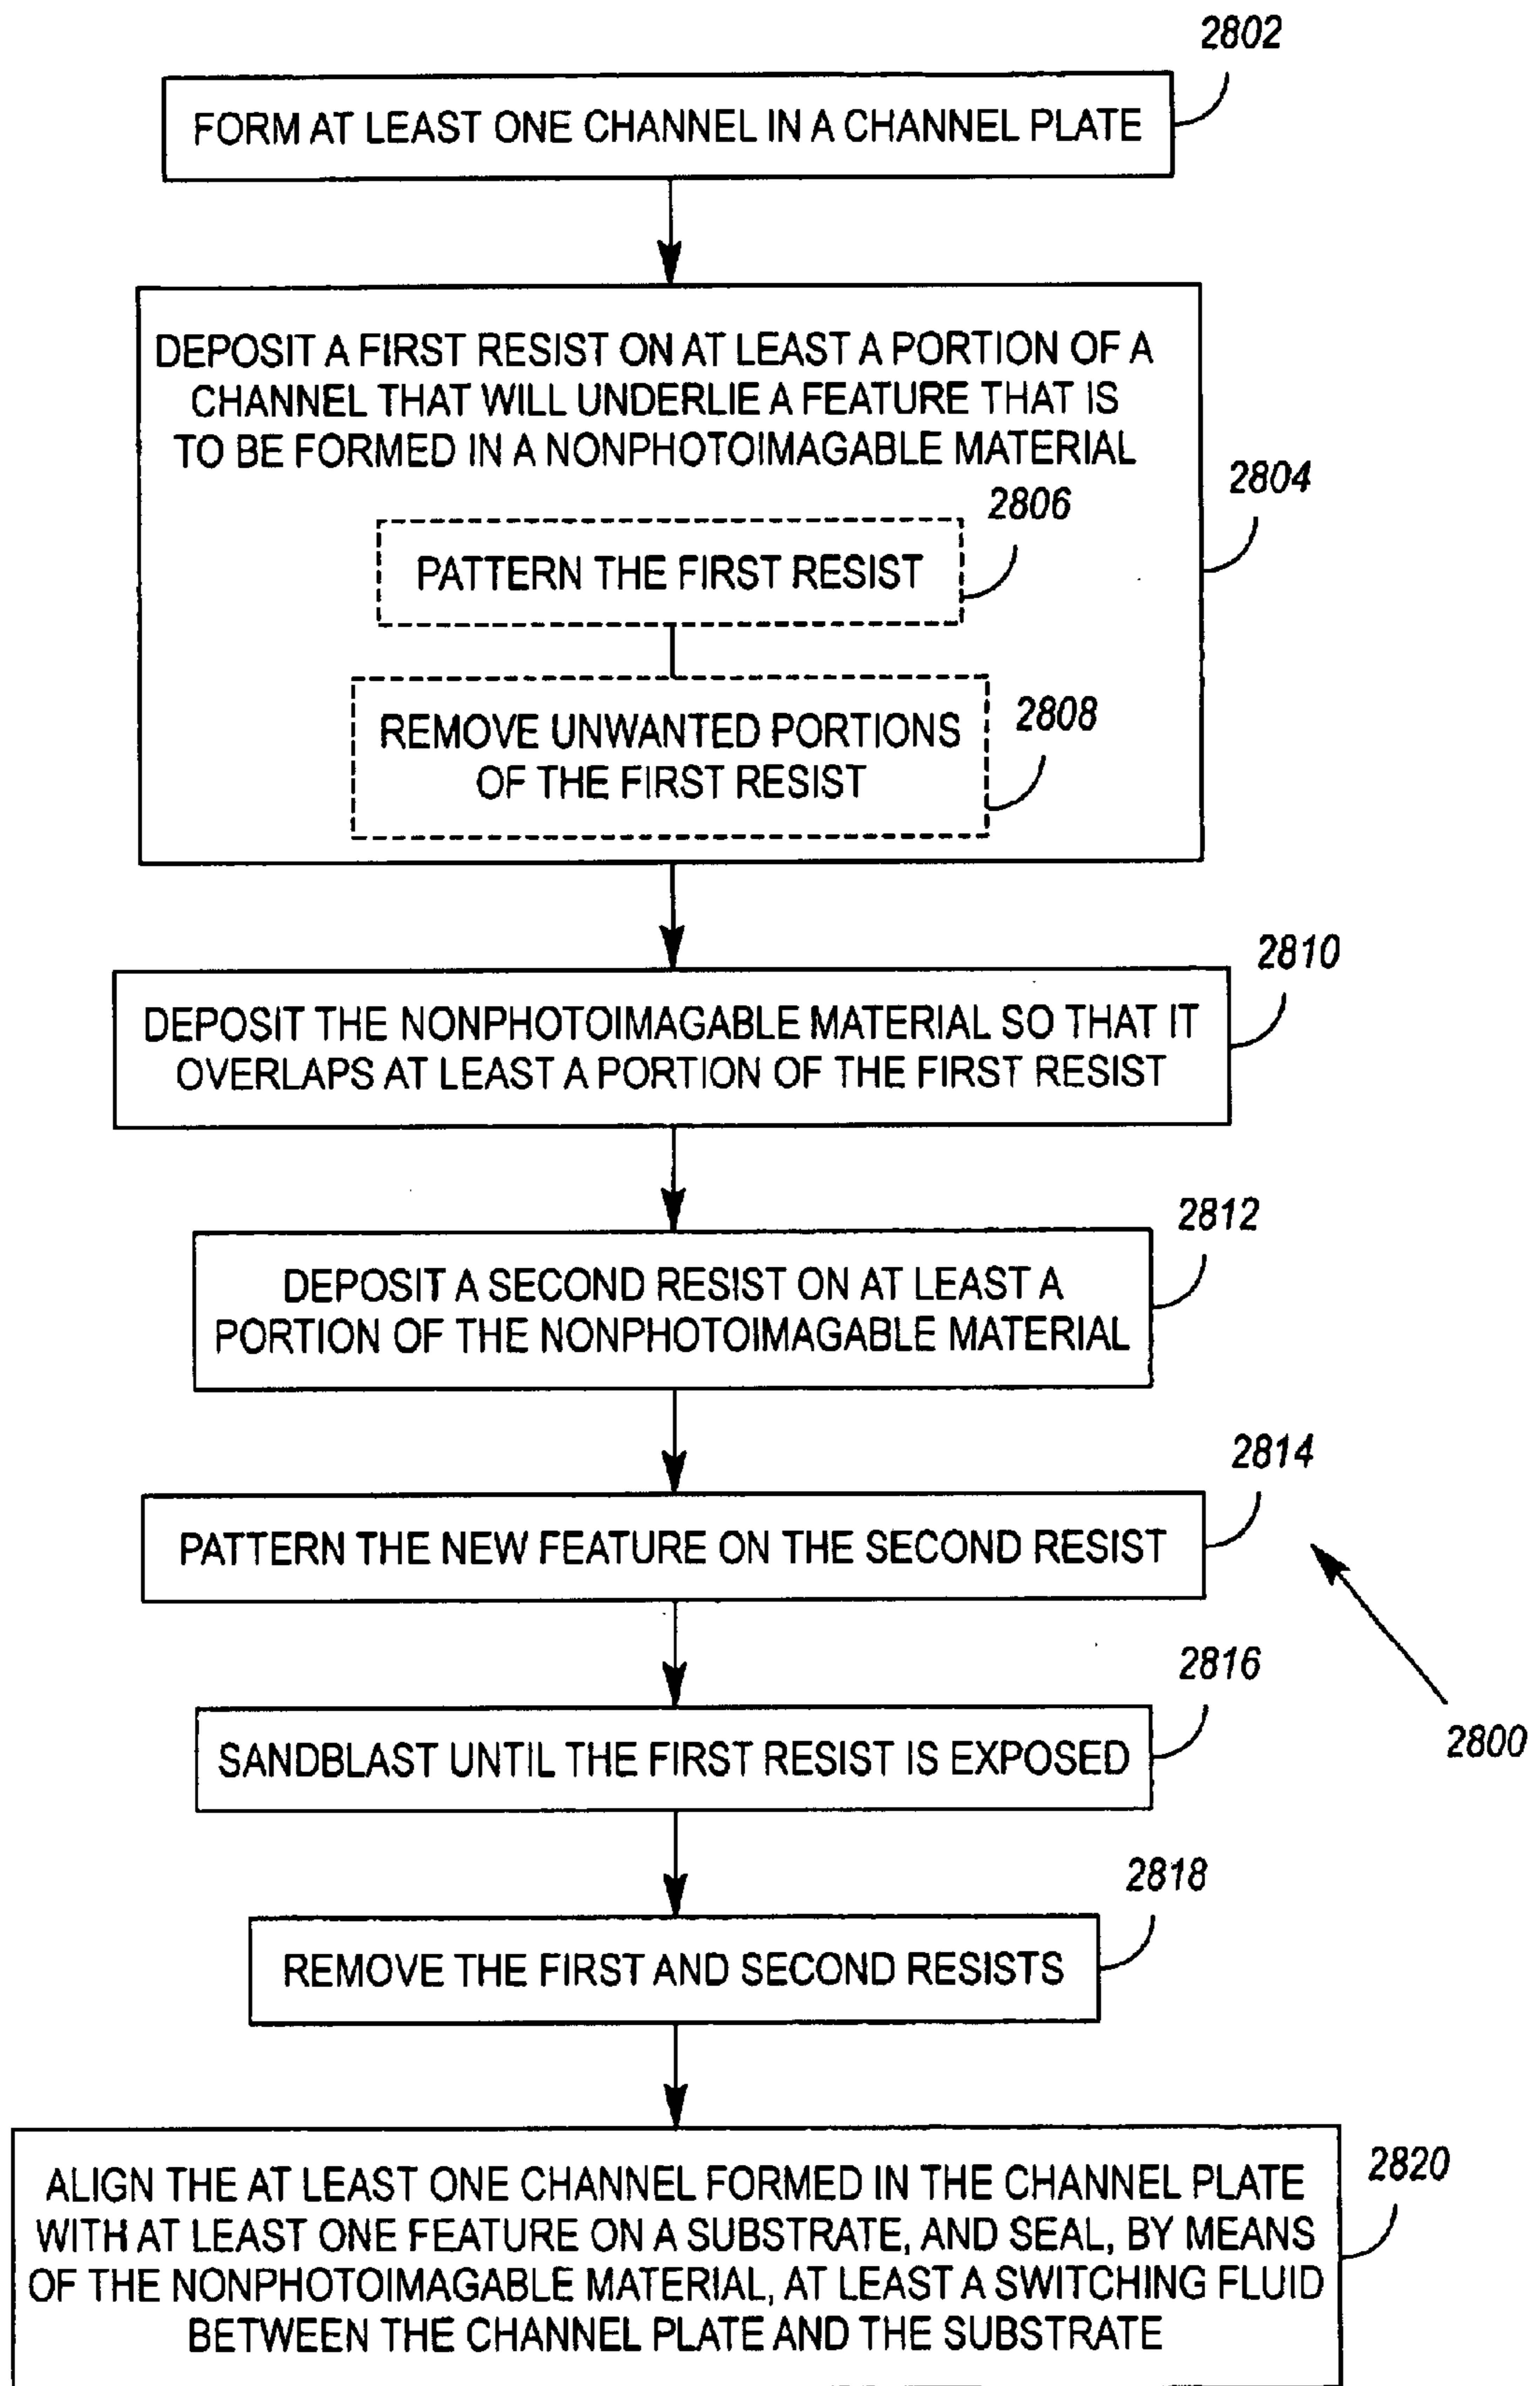 2802
FORM AT LEAST ONE CHANNEL IN A CHANNEL PLATE
DEPOSIT A FIRST RESIST ON AT LEAST A PORTION OF A
CHANNEL THAT WILL UNDERLIE A FEATURE THAT IS
TO BE FORMED IN A NONPHOTOIMAGABLE MATERIAL
2804
2806
PATTERN THE FIRST RESIST
2808
REMOVE UNWANTED PORTIONS
OF THE FIRST RESIST
2810
DEPOSIT THE NONPHOTOIMAGABLE MATERIAL SO THAT IT
OVERLAPS AT LEAST A PORTION OF THE FIRST RESIST
2812
DEPOSIT A SECOND RESIST ON AT LEAST A
PORTION OF THE NONPHOTOIMAGABLE MATERIAL
2814
PATTERN THE NEW FEATURE ON THE SECOND RESIST
2816
SANDBLAST UNTIL THE FIRST RESIST IS EXPOSED
2800
2818
REMOVE THE FIRST AND SECOND RESISTS
2820
ALIGN THE AT LEAST ONE CHANNEL FORMED IN THE CHANNEL PLATE
WITH AT LEAST ONE FEATURE ON A SUBSTRATE, AND SEAL, BY MEANS
OF THE NONPHOTOIMAGABLE MATERIAL, AT LEAST A SWITCHING FLUID
BETWEEN THE CHANNEL PLATE AND THE SUBSTRATE